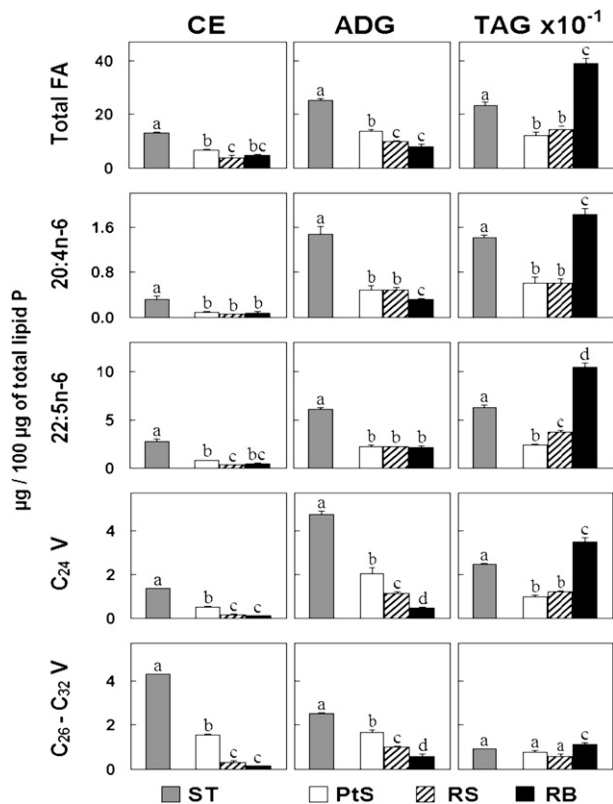 CE ADG TAG x10⁻¹
Total FA
40
20
0
a b c bc
a b c c
a b b c
20:4n-6
1.6
0.8
0.0
a b b b
a b b c
a b b c
22:5n-6
10
5
0
a b c bc
a b b b
a b c d
C₂₄ V
4
2
0
a b c c
a b c d
a b b c
C₂₆ - C₃₂ V
4
2
0
a b c c
a b c d
a a a c
µg / 100 µg of total lipid P
ST PtS RS RB